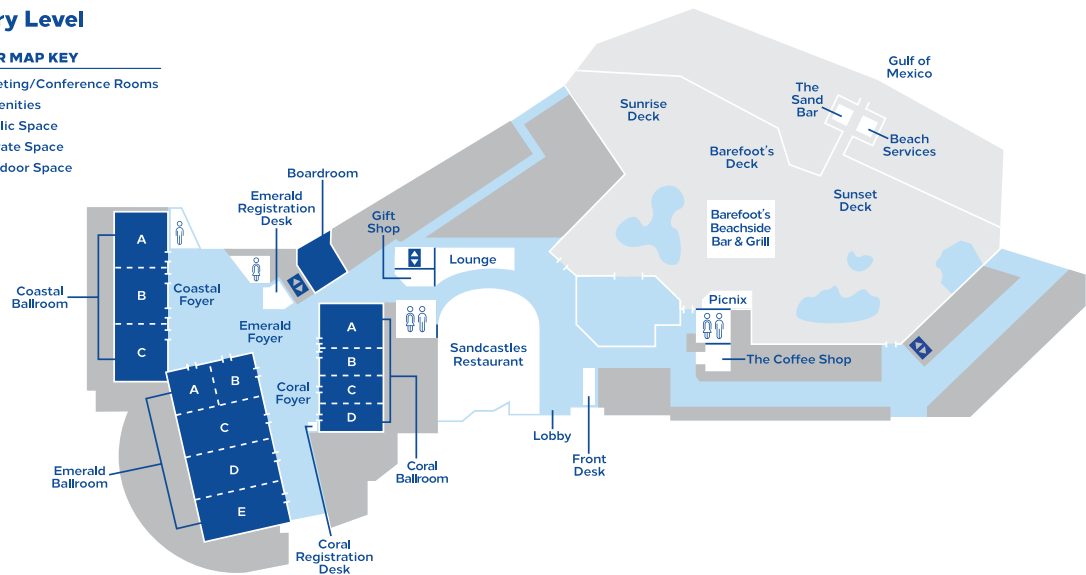 ry Level
R MAP KEY
eting/Conference Rooms
enities
lic Space
ate Space
door Space
Gulf of
Mexico
The
Sand
Bar
Beach
Services
Sunrise
Deck
Barefoot's
Deck
Sunset
Deck
Barefoot's
Beachside
Bar & Grill
Boardroom
Emerald
Registration
Desk
Gift
Shop
Lounge
A
B
C
Coastal
Ballroom
Coastal
Foyer
Emerald
Foyer
Picnix
The Coffee Shop
Sandcastles
Restaurant
A
B
C
D
Coral
Foyer
A
B
C
D
E
Emerald
Ballroom
Coral
Ballroom
Lobby
Front
Desk
Coral
Registration
Desk